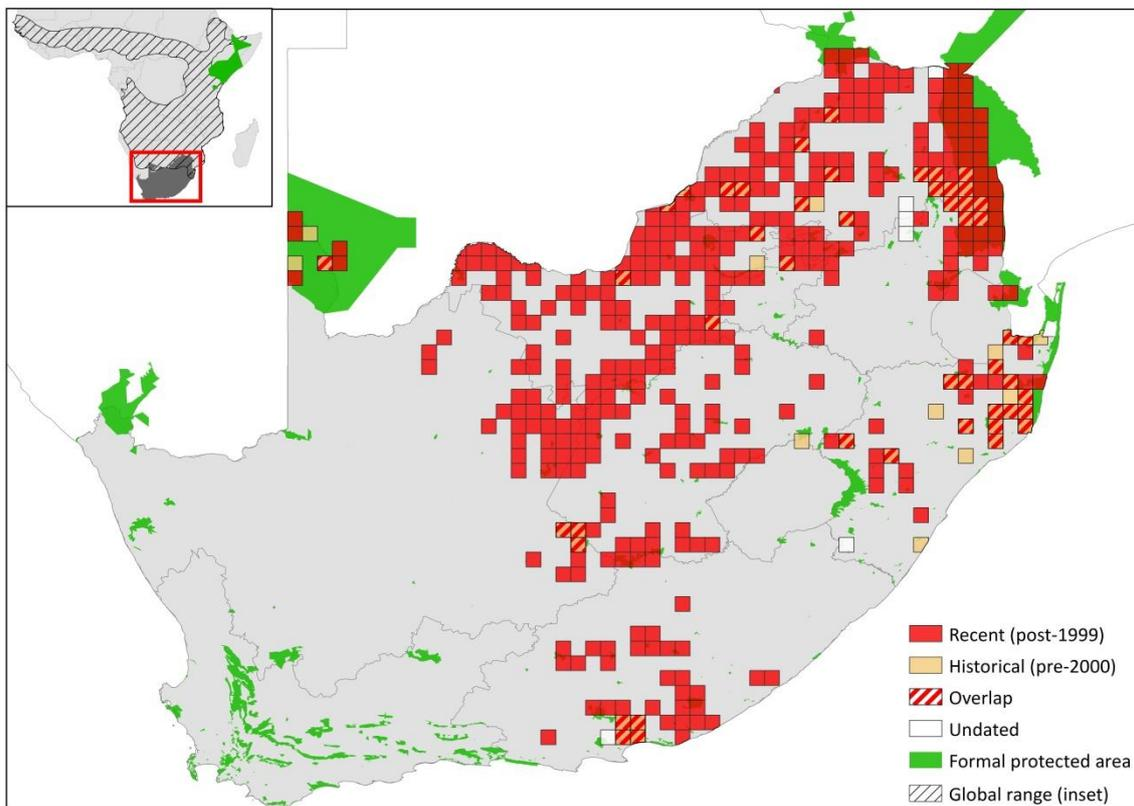 Recent (post-1999)
Historical (pre-2000)
Overlap
Undated
Formal protected area
Global range (inset)